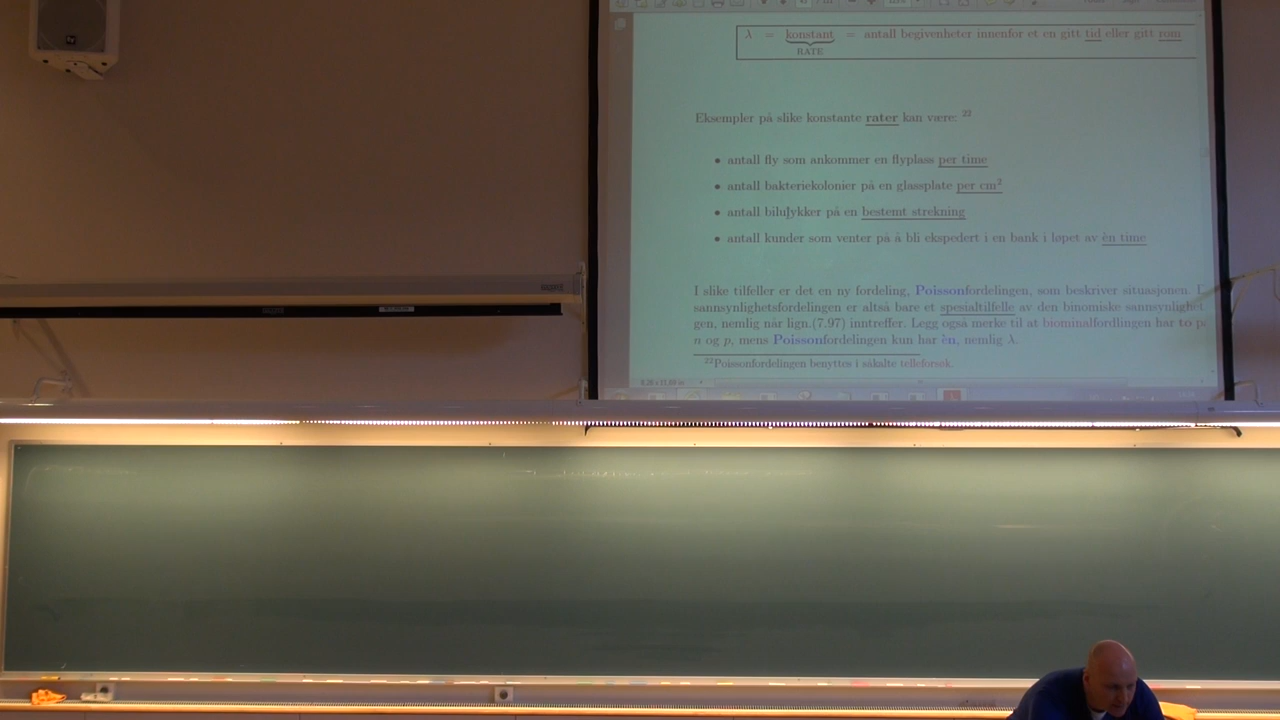 λ = konstant = antall begivenheter innenfor et en gitt tid eller gitt rom
RATE
Eksempler på slike konstante rater kan være: 22
• antall fly som ankommer en flyplass per time
• antall bakteriekolonier på en glassplate per cm²
• antall bilulykker på en bestemt strekning
• antall kunder som venter på å bli ekspedert i en bank i løpet av èn time
I slike tilfeller er det en ny fordeling, Poissonfordelingen, som beskriver situasjonen.
sannsynlighetsfordelingen er altså bare et spesialtilfelle av den binomiske sannsynlighet
gen, nemlig når lign.(7.97) inntreffer. Legg også merke til at biominalfordlingen har to p
n og p, mens Poissonfordelingen kun har èn, nemlig λ.
22Poissonfordelingen benyttes i såkalte telleforsøk.